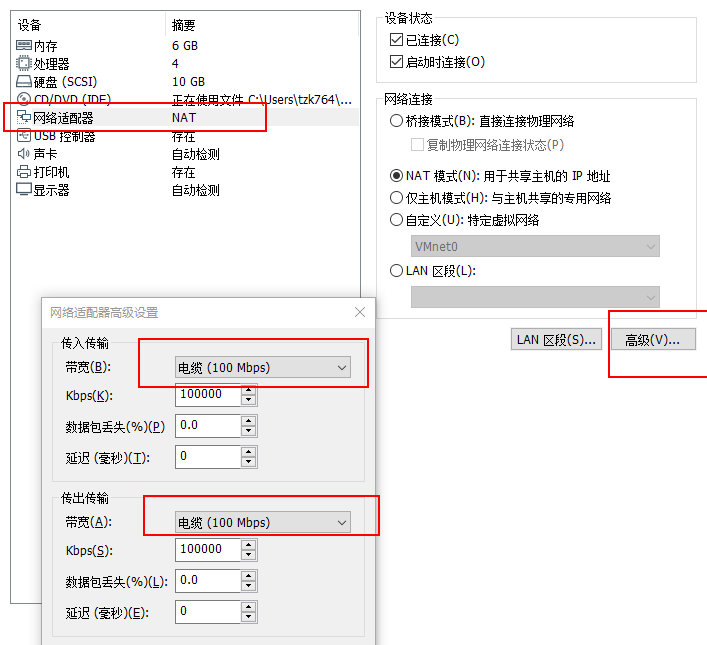 设备 摘要
内存 6 GB
处理器 4
硬盘 (SCSI) 10 GB
CD/DVD (IDE) 正在使用文件 C:\Users\tzk764\...
网络适配器 NAT
USB 控制器 存在
声卡 自动检测
打印机 存在
显示器 自动检测
设备状态
已连接(C)
启动时连接(O)
网络连接
桥接模式(B): 直接连接物理网络
复制物理网络连接状态(P)
NAT 模式(N): 用于共享主机的 IP 地址
仅主机模式(H): 与主机共享的专用网络
自定义(U): 特定虚拟网络
VMnet0
LAN 区段(L):
LAN 区段(S)... 高级(V)...
网络适配器高级设置
传入传输
带宽(B): 电缆 (100 Mbps)
Kbps(K): 100000
数据包丢失(%)(P) 0.0
延迟 (毫秒)(T): 0
传出传输
带宽(A): 电缆 (100 Mbps)
Kbps(S): 100000
数据包丢失(%)(L): 0.0
延迟 (毫秒)(E): 0